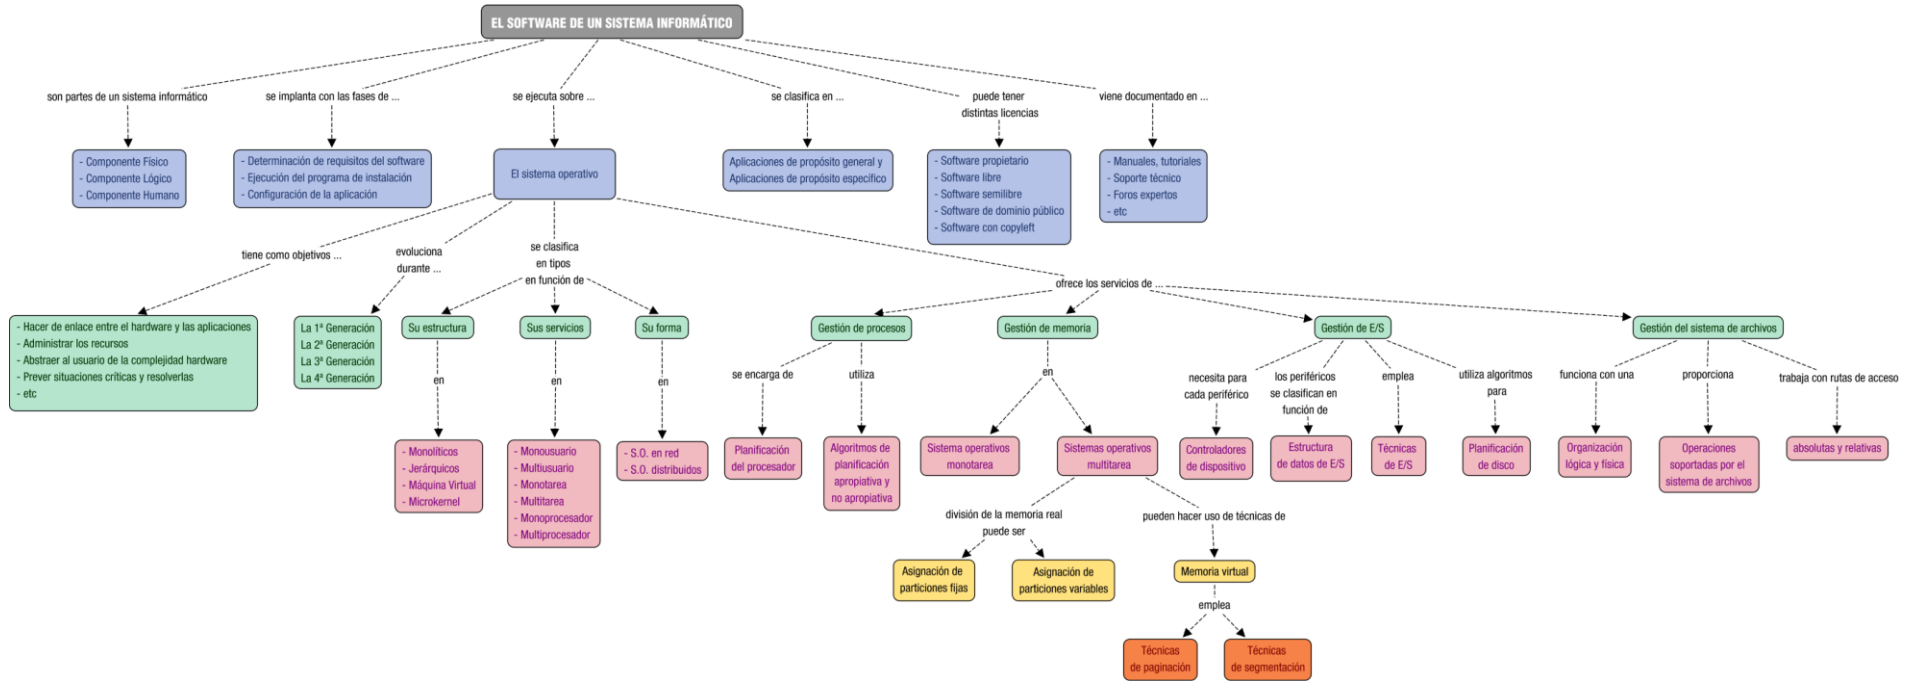 EL SOFTWARE DE UN SISTEMA INFORMÁTICO
son partes de un sistema informático
se implanta con las fases de ...
se ejecuta sobre ...
se clasifica en ...
puede tener
distintas licencias
viene documentado en ...
- Componente Físico
- Componente Lógico
- Componente Humano
- Determinación de requisitos del software
- Ejecución del programa de instalación
- Configuración de la aplicación
El sistema operativo
Aplicaciones de propósito general y
Aplicaciones de propósito específico
- Software propietario
- Software libre
- Software semilibre
- Software de dominio público
- Software con copyleft
- Manuales, tutoriales
- Soporte técnico
- Foros expertos
- etc
tiene como objetivos ...
evoluciona
durante ...
se clasifica
en tipos
en función de
ofrece los servicios de ...
- Hacer de enlace entre el hardware y las aplicaciones
- Administrar los recursos
- Abstraer al usuario de la complejidad hardware
- Prever situaciones críticas y resolverlas
- etc
La 1ª Generación
La 2ª Generación
La 3ª Generación
La 4ª Generación
Su estructura
Sus servicios
Su forma
Gestión de procesos
Gestión de memoria
Gestión de E/S
Gestión del sistema de archivos
en
en
en
se encarga de
utiliza
en
necesita para
cada periférico
los periféricos
se clasifican en
función de
emplea
utiliza algoritmos
para
funciona con una
proporciona
trabaja con rutas de acceso
- Monolíticos
- Jerárquicos
- Máquina Virtual
- Microkernel
- Monousuario
- Multiusuario
- Monotarea
- Multitarea
- Monoprocesador
- Multiprocesador
- S.O. en red
- S.O. distribuidos
Planificación
del procesador
Algoritmos de
planificación
apropiativa y
no apropiativa
Sistema operativos
monotarea
Sistemas operativos
multitarea
Controladores
de dispositivo
Estructura
de datos de E/S
Técnicas
de E/S
Planificación
de disco
Organización
lógica y física
Operaciones
soportadas por el
sistema de archivos
absolutas y relativas
división de la memoria real
puede ser
pueden hacer uso de técnicas de
Asignación de
particiones fijas
Asignación de
particiones variables
Memoria virtual
emplea
Técnicas
de paginación
Técnicas
de segmentación